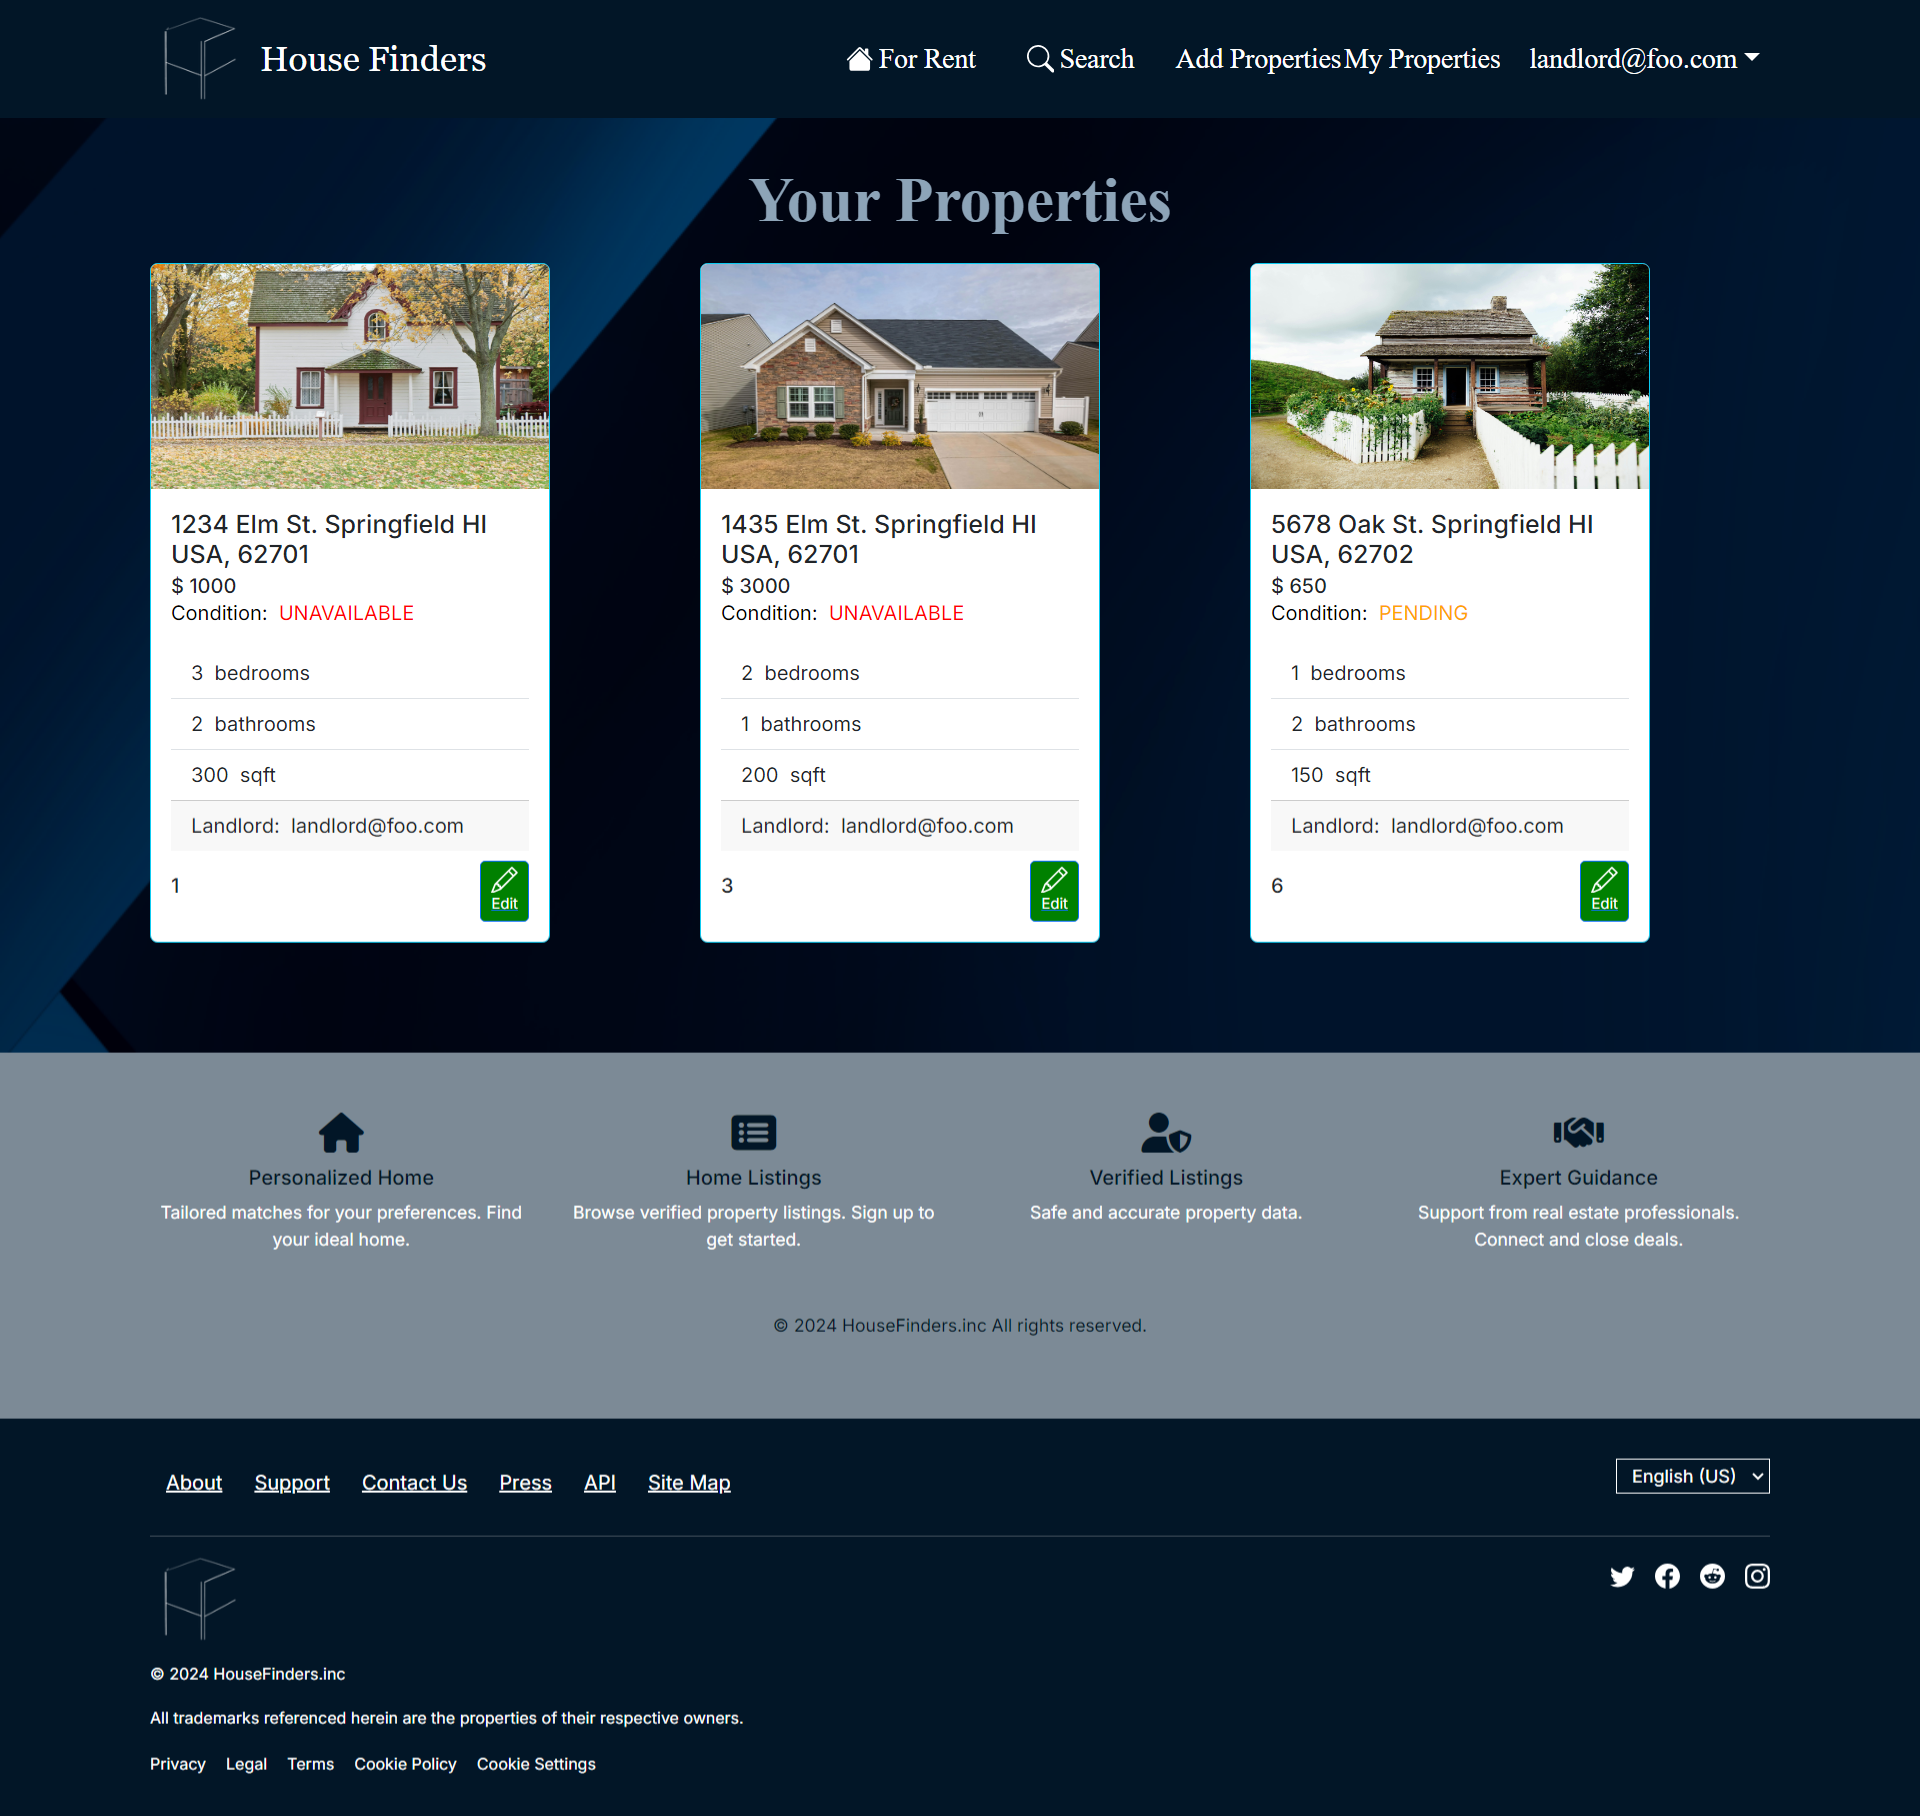 House Finders
For Rent
Search
Add Properties
My Properties
landlord@foo.com
Your Properties
1234 Elm St. Springfield HI
USA, 62701
$ 1000
Condition: UNAVAILABLE
3 bedrooms
2 bathrooms
300 sqft
Landlord: landlord@foo.com
1
Edit
1435 Elm St. Springfield HI
USA, 62701
$ 3000
Condition: UNAVAILABLE
2 bedrooms
1 bathrooms
200 sqft
Landlord: landlord@foo.com
3
Edit
5678 Oak St. Springfield HI
USA, 62702
$ 650
Condition: PENDING
1 bedrooms
2 bathrooms
150 sqft
Landlord: landlord@foo.com
6
Edit
Personalized Home
Tailored matches for your preferences. Find
your ideal home.
Home Listings
Browse verified property listings. Sign up to
get started.
Verified Listings
Safe and accurate property data.
Expert Guidance
Support from real estate professionals.
Connect and close deals.
© 2024 HouseFinders.inc All rights reserved.
About Support Contact Us Press API Site Map
English (US)
© 2024 HouseFinders.inc
All trademarks referenced herein are the properties of their respective owners.
Privacy Legal Terms Cookie Policy Cookie Settings